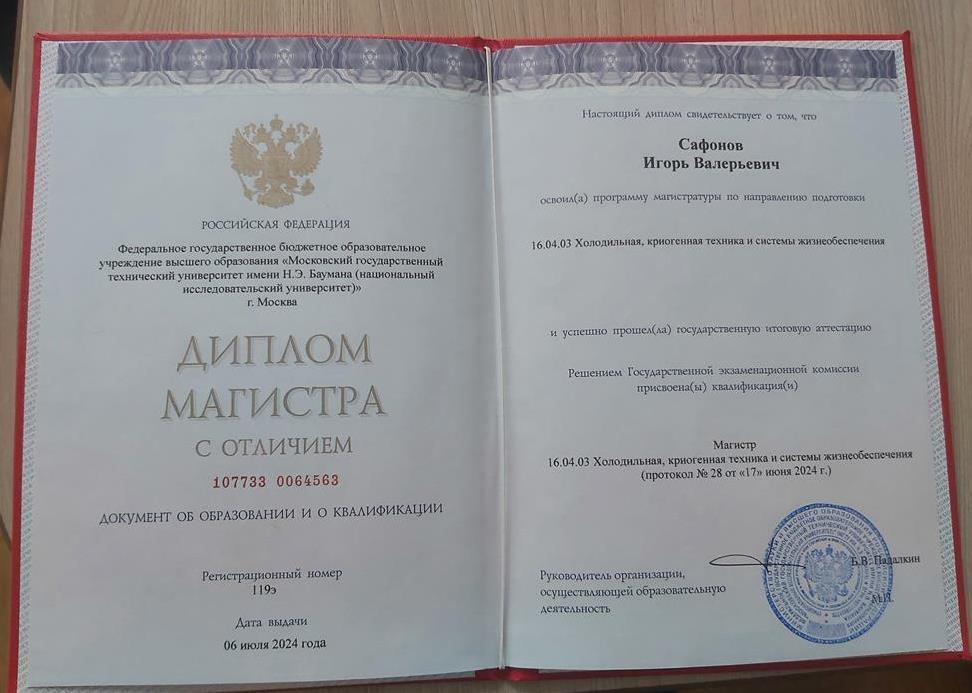 РОССИЙСКАЯ ФЕДЕРАЦИЯ
Федеральное государственное бюджетное образовательное
учреждение высшего образования «Московский государственный
технический университет имени Н.Э. Баумана (национальный
исследовательский университет)»
г. Москва
ДИПЛОМ
МАГИСТРА
С ОТЛИЧИЕМ
107733 0064563
ДОКУМЕНТ ОБ ОБРАЗОВАНИИ И О КВАЛИФИКАЦИИ
Регистрационный номер
119э
Дата выдачи
06 июля 2024 года
Настоящий диплом свидетельствует о том, что
Сафонов
Игорь Валерьевич
освоил(а) программу магистратуры по направлению подготовки
16.04.03 Холодильная, криогенная техника и системы жизнеобеспечения
и успешно прошел(ла) государственную итоговую аттестацию
Решением Государственной экзаменационной комиссии
присвоена(ы) квалификация(и)
Магистр
16.04.03 Холодильная, криогенная техника и системы жизнеобеспечения
(протокол № 28 от «17» июня 2024 г.)
Руководитель организации,
осуществляющей образовательную
деятельность
Б.В. Падалкин
М.П.